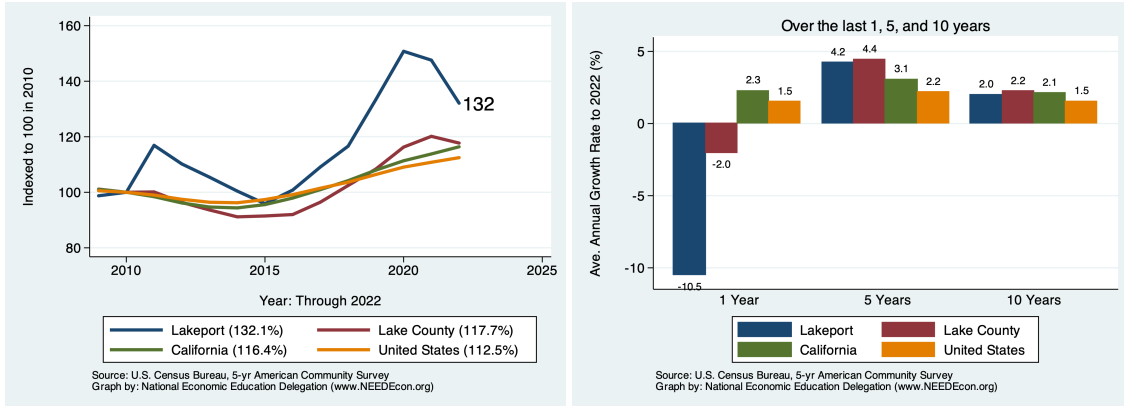 160
140
120
100
80
Indexed to 100 in 2010
132
2010
2015
2020
2025
Year: Through 2022
Lakeport (132.1%)
Lake County (117.7%)
California (116.4%)
United States (112.5%)
Source: U.S. Census Bureau, 5-yr American Community Survey
Graph by: National Economic Education Delegation (www.NEEDEcon.org)
Over the last 1, 5, and 10 years
Ave. Annual Growth Rate to 2022 (%)
5
0
-5
-10
-10.5
-2.0
2.3
1.5
4.2
4.4
3.1
2.2
2.0
2.2
2.1
1.5
1 Year
5 Years
10 Years
Lakeport
Lake County
California
United States
Source: U.S. Census Bureau, 5-yr American Community Survey
Graph by: National Economic Education Delegation (www.NEEDEcon.org)